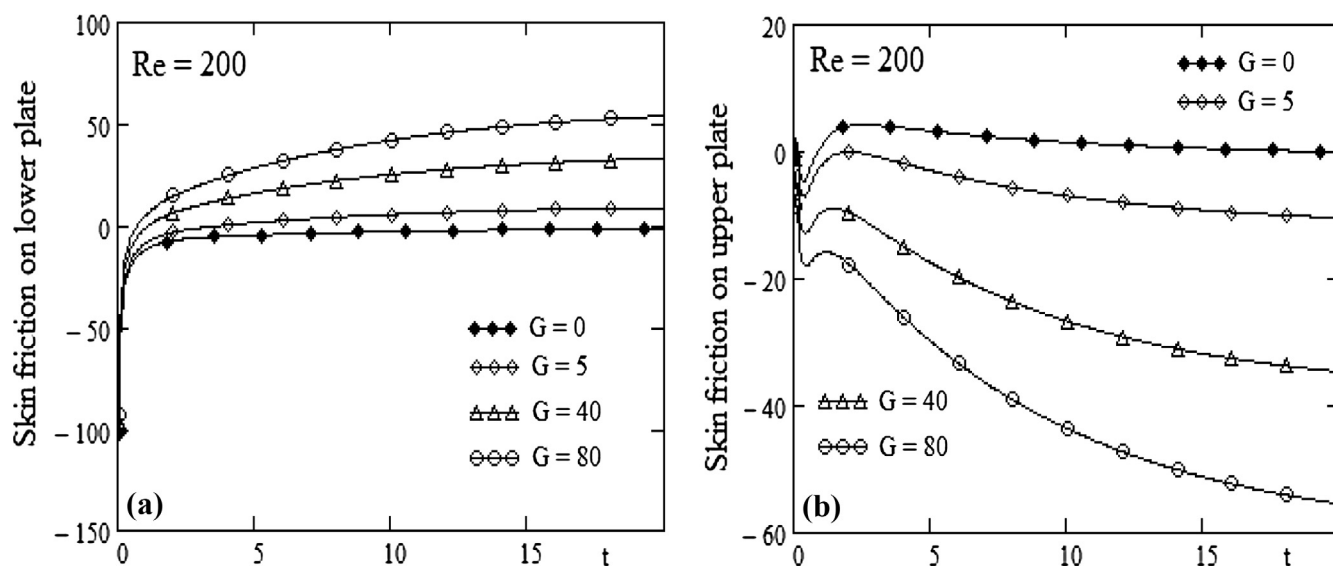 Skin friction on lower plate
100
50
0
− 50
− 100
− 150
Re = 200
G = 0
G = 5
G = 40
G = 80
(a)
0
5
10
15
t
Skin friction on upper plate
20
0
− 20
− 40
− 60
Re = 200
G = 0
G = 5
G = 40
G = 80
(b)
0
5
10
15
t